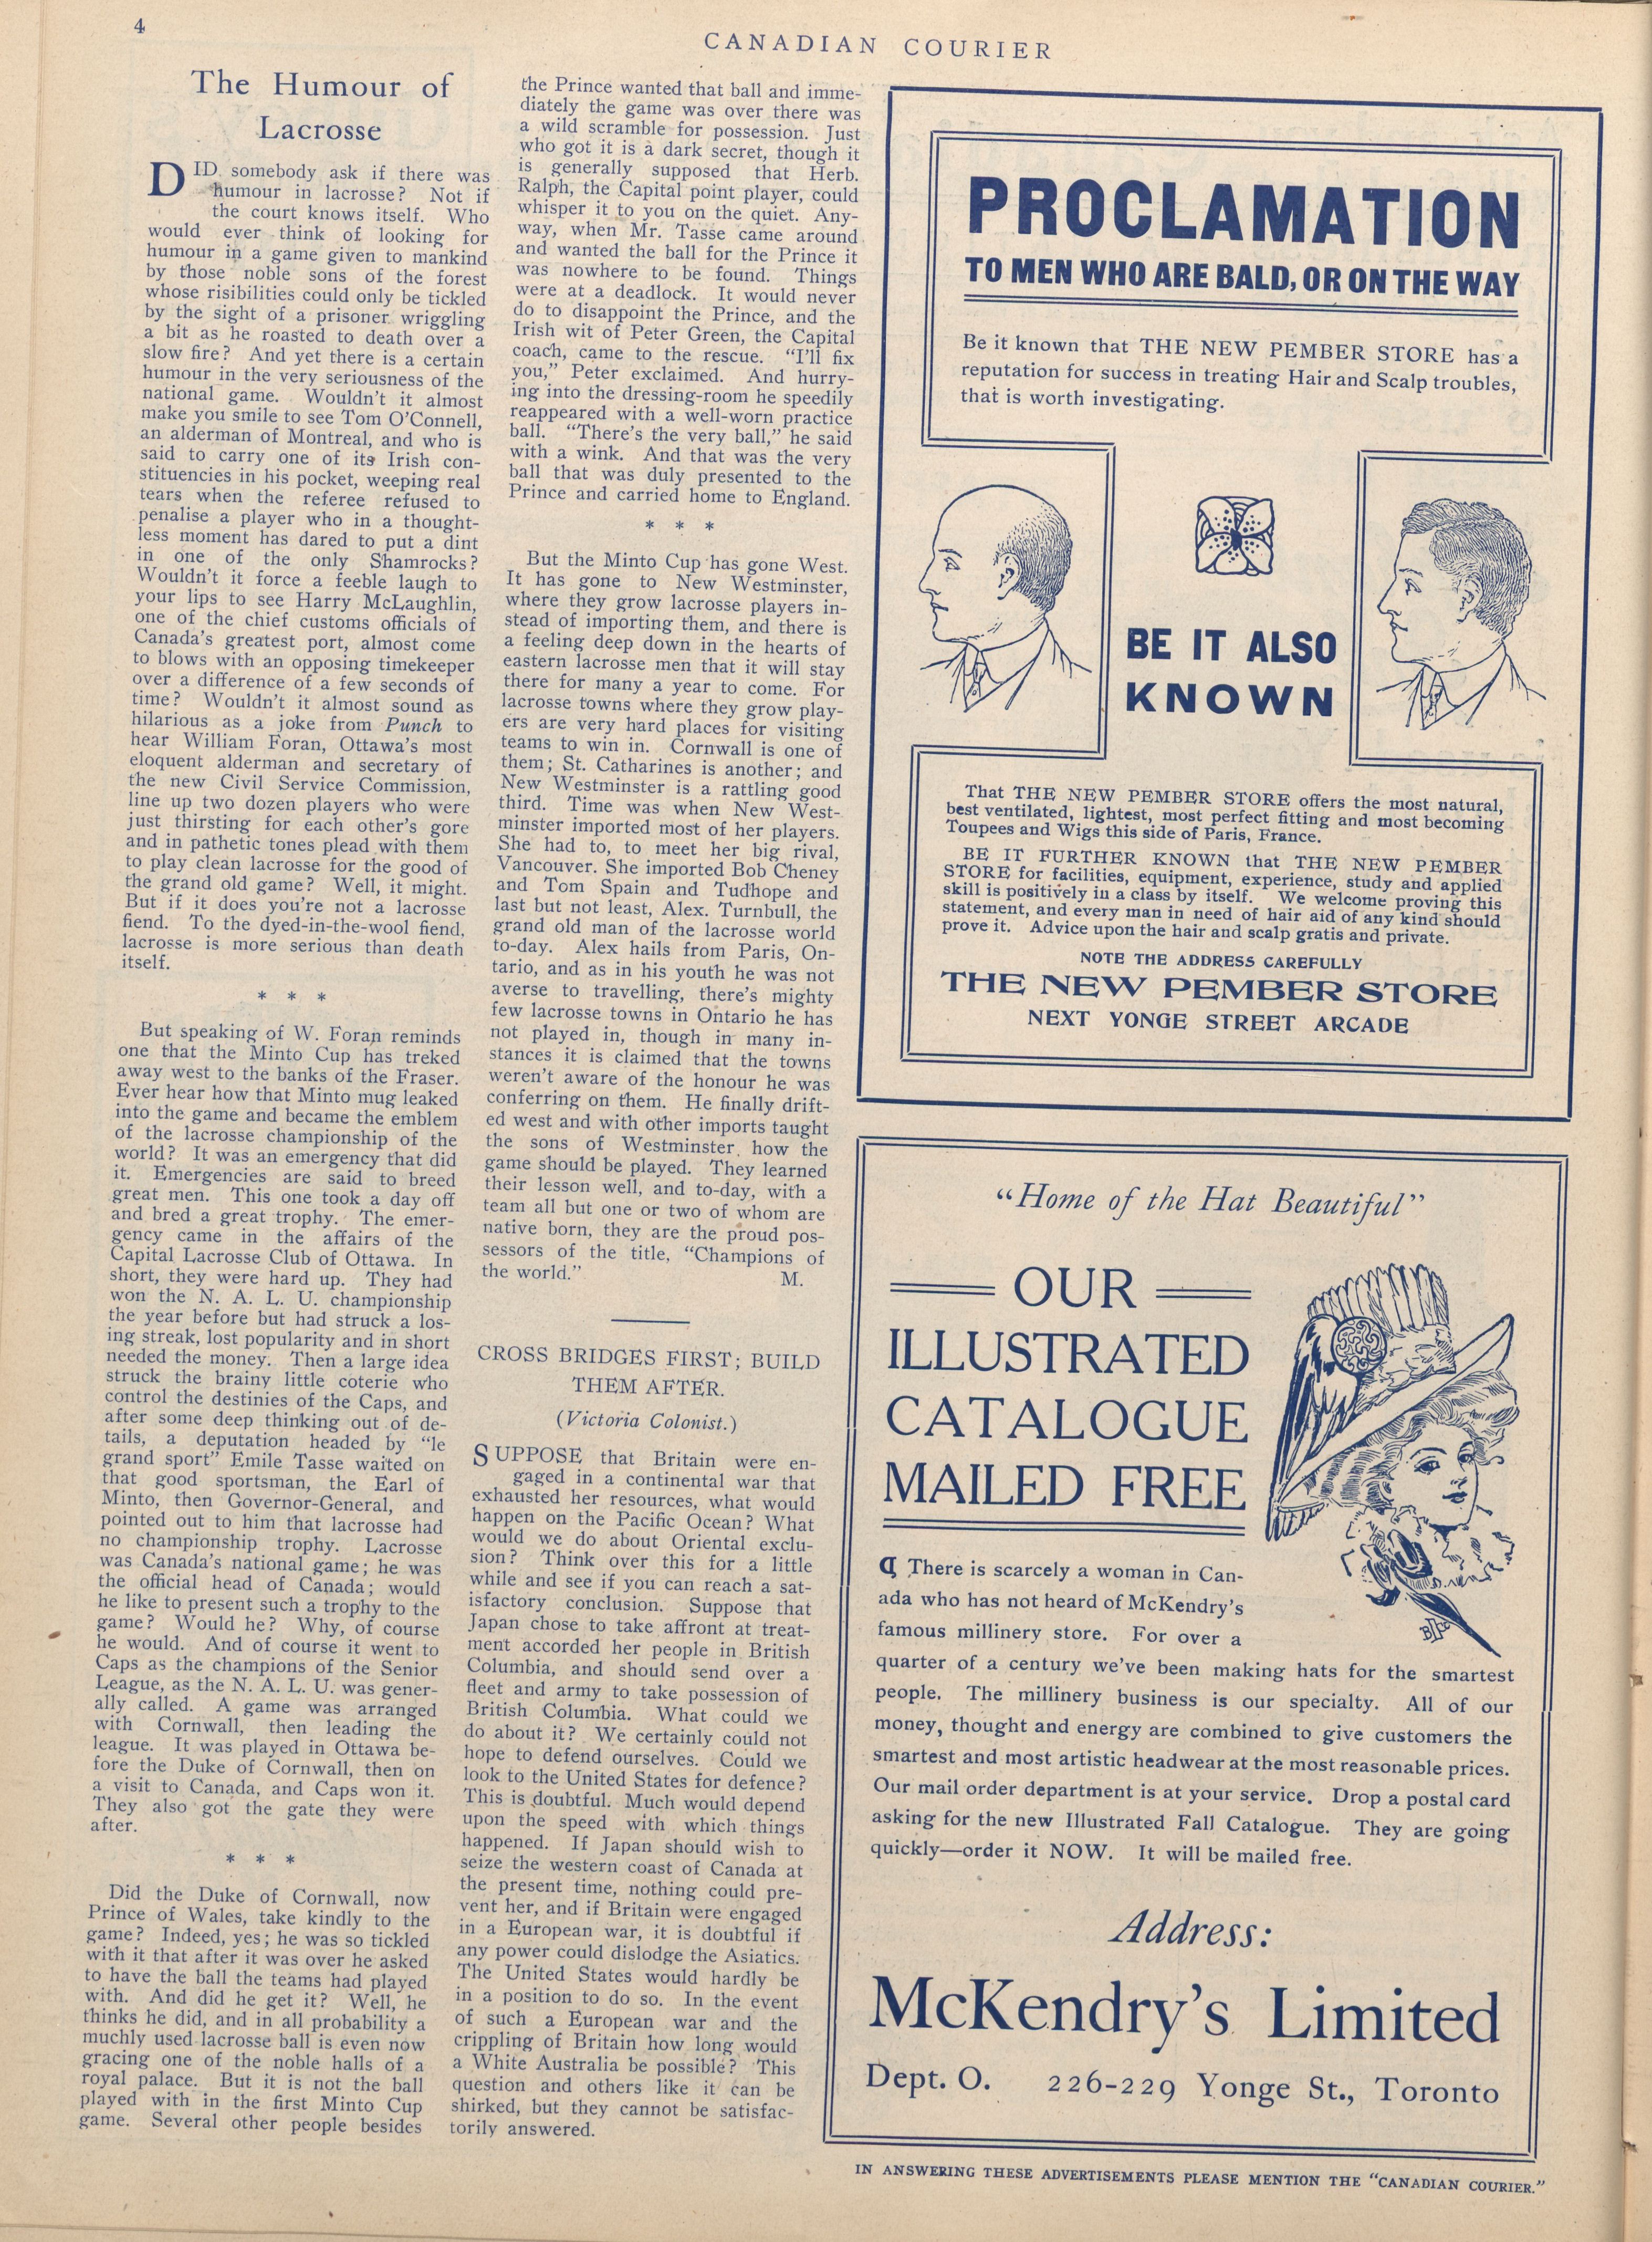 4
CANADIAN COURIER
The Humour of
Lacrosse
DID somebody ask if there was
humour in lacrosse? Not if
the court knows itself. Who
would ever think of looking for
humour in a game given to mankind
by those noble sons of the forest
whose risibilities could only be tickled
by the sight of a prisoner wriggling
a bit as he roasted to death over a
slow fire? And yet there is a certain
humour in the very seriousness of the
national game. Wouldn't it almost
make you smile to see Tom O'Connell,
an alderman of Montreal, and who is
said to carry one of its Irish con-
stituencies in his pocket, weeping real
tears when the referee refused to
penalise a player who in a thought-
less moment has dared to put a dint
in one of the only Shamrocks?
Wouldn't it force a feeble laugh to
your lips to see Harry McLaughlin,
one of the chief customs officials of
Canada's greatest port, almost come
to blows with an opposing timekeeper
over a difference of a few seconds of
time? Wouldn't it almost sound as
hilarious as a joke from Punch to
hear William Foran, Ottawa's most
eloquent alderman and secretary of
the new Civil Service Commission,
line up two dozen players who were
just thirsting for each other's gore
and in pathetic tones plead with them
to play clean lacrosse for the good of
the grand old game? Well, it might.
But if it does you're not a lacrosse
fiend. To the dyed-in-the-wool fiend,
lacrosse is more serious than death
itself.
* * *
But speaking of W. Foran reminds
one that the Minto Cup has treked
away west to the banks of the Fraser.
Ever hear how that Minto mug leaked
into the game and became the emblem
of the lacrosse championship of the
world? It was an emergency that did
it. Emergencies are said to breed
great men. This one took a day off
and bred a great trophy. The emer-
gency came in the affairs of the
Capital Lacrosse Club of Ottawa. In
short, they were hard up. They had
won the N. A. L. U. championship
the year before but had struck a los-
ing streak, lost popularity and in short
needed the money. Then a large idea
struck the brainy little coterie who
control the destinies of the Caps, and
after some deep thinking out of de-
tails, a deputation headed by "le
grand sport" Emile Tasse waited on
that good sportsman, the Earl of
Minto, then Governor-General, and
pointed out to him that lacrosse had
no championship trophy. Lacrosse
was Canada's national game; he was
the official head of Canada; would
he like to present such a trophy to the
game? Would he? Why, of course
he would. And of course it went to
Caps as the champions of the Senior
League, as the N. A. L. U. was gener-
ally called. A game was arranged
with Cornwall, then leading the
league. It was played in Ottawa be-
fore the Duke of Cornwall, then on
a visit to Canada, and Caps won it.
They also got the gate they were
after.
* * *
Did the Duke of Cornwall, now
Prince of Wales, take kindly to the
game? Indeed, yes; he was so tickled
with it that after it was over he asked
to have the ball the teams had played
with. And did he get it? Well, he
thinks he did, and in all probability a
muchly used lacrosse ball is even now
gracing one of the noble halls of a
royal palace. But it is not the ball
played with in the first Minto Cup
game. Several other people besides
the Prince wanted that ball and imme-
diately the game was over there was
a wild scramble for possession. Just
who got it is a dark secret, though it
is generally supposed that Herb.
Ralph, the Capital point player, could
whisper it to you on the quiet. Any-
way, when Mr. Tasse came around
and wanted the ball for the Prince it
was nowhere to be found. Things
were at a deadlock. It would never
do to disappoint the Prince, and the
Irish wit of Peter Green, the Capital
coach, came to the rescue. "I'll fix
you," Peter exclaimed. And hurry-
ing into the dressing-room he speedily
reappeared with a well-worn practice
ball. "There's the very ball," he said
with a wink. And that was the very
ball that was duly presented to the
Prince and carried home to England.
* * *
But the Minto Cup has gone West.
It has gone to New Westminster,
where they grow lacrosse players in-
stead of importing them, and there is
a feeling deep down in the hearts of
eastern lacrosse men that it will stay
there for many a year to come. For
lacrosse towns where they grow play-
ers are very hard places for visiting
teams to win in. Cornwall is one of
them; St. Catharines is another; and
New Westminster is a rattling good
third. Time was when New West-
minster imported most of her players.
She had to, to meet her big rival,
Vancouver. She imported Bob Cheney
and Tom Spain and Tudhope and
last but not least, Alex. Turnbull, the
grand old man of the lacrosse world
to-day. Alex hails from Paris, On-
tario, and as in his youth he was not
averse to travelling, there's mighty
few lacrosse towns in Ontario he has
not played in, though in many in-
stances it is claimed that the towns
weren't aware of the honour he was
conferring on them. He finally drift-
ed west and with other imports taught
the sons of Westminster how the
game should be played. They learned
their lesson well, and to-day, with a
team all but one or two of whom are
native born, they are the proud pos-
sessors of the title, "Champions of
the world." M.
CROSS BRIDGES FIRST; BUILD
THEM AFTER.
(Victoria Colonist.)
SUPPOSE that Britain were en-
gaged in a continental war that
exhausted her resources, what would
happen on the Pacific Ocean? What
would we do about Oriental exclu-
sion? Think over this for a little
while and see if you can reach a sat-
isfactory conclusion. Suppose that
Japan chose to take affront at treat-
ment accorded her people in British
Columbia, and should send over a
fleet and army to take possession of
British Columbia. What could we
do about it? We certainly could not
hope to defend ourselves. Could we
look to the United States for defence?
This is doubtful. Much would depend
upon the speed with which things
happened. If Japan should wish to
seize the western coast of Canada at
the present time, nothing could pre-
vent her, and if Britain were engaged
in a European war, it is doubtful if
any power could dislodge the Asiatics.
The United States would hardly be
in a position to do so. In the event
of such a European war and the
crippling of Britain how long would
a White Australia be possible? This
question and others like it can be
shirked, but they cannot be satisfac-
torily answered.
PROCLAMATION
TO MEN WHO ARE BALD, OR ON THE WAY
Be it known that THE NEW PEMBER STORE has a
reputation for success in treating Hair and Scalp troubles,
that is worth investigating.
BE IT ALSO
KNOWN
That THE NEW PEMBER STORE offers the most natural,
best ventilated, lightest, most perfect fitting and most becoming
Toupees and Wigs this side of Paris, France.
BE IT FURTHER KNOWN that THE NEW PEMBER
STORE for facilities, equipment, experience, study and applied
skill is positively in a class by itself. We welcome proving this
statement, and every man in need of hair aid of any kind should
prove it. Advice upon the hair and scalp gratis and private.
NOTE THE ADDRESS CAREFULLY
THE NEW PEMBER STORE
NEXT YONGE STREET ARCADE
"Home of the Hat Beautiful"
OUR
ILLUSTRATED
CATALOGUE
MAILED FREE
¶ There is scarcely a woman in Can-
ada who has not heard of McKendry's
famous millinery store. For over a
quarter of a century we've been making hats for the smartest
people. The millinery business is our specialty. All of our
money, thought and energy are combined to give customers the
smartest and most artistic headwear at the most reasonable prices.
Our mail order department is at your service. Drop a postal card
asking for the new Illustrated Fall Catalogue. They are going
quickly—order it NOW. It will be mailed free.
Address:
McKendry's Limited
Dept. O. 226-229 Yonge St., Toronto
IN ANSWERING THESE ADVERTISEMENTS PLEASE MENTION THE "CANADIAN COURIER."